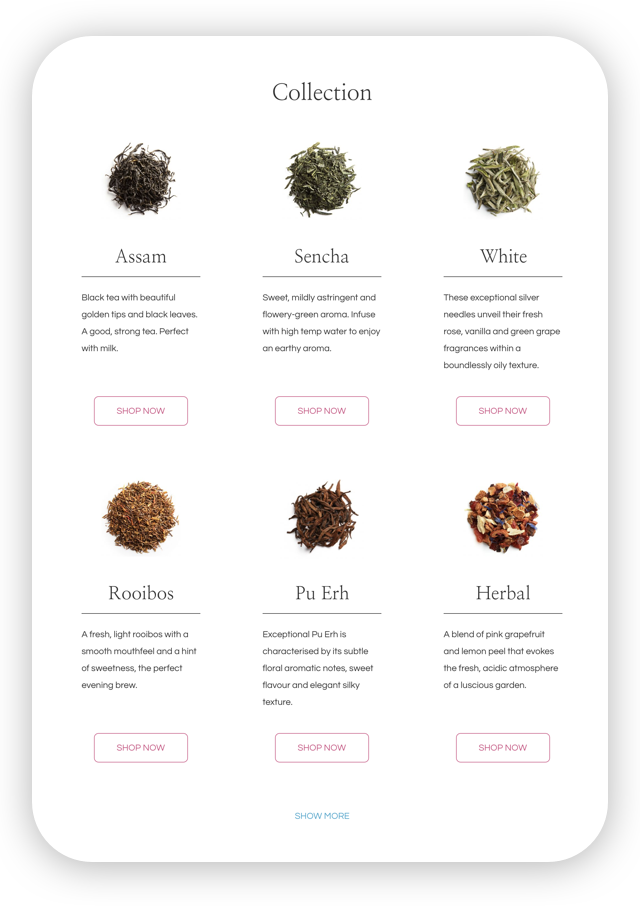 Collection
Assam
Black tea with beautiful
golden tips and black leaves.
A good, strong tea. Perfect
with milk.
SHOP NOW
Sencha
Sweet, mildly astringent and
flowery-green aroma. Infuse
with high temp water to enjoy
an earthy aroma.
SHOP NOW
White
These exceptional silver
needles unveil their fresh
rose, vanilla and green grape
fragrances within a
boundlessly oily texture.
SHOP NOW
Rooibos
A fresh, light rooibos with a
smooth mouthfeel and a hint
of sweetness, the perfect
evening brew.
SHOP NOW
Pu Erh
Exceptional Pu Erh is
characterised by its subtle
floral aromatic notes, sweet
flavour and elegant silky
texture.
SHOP NOW
Herbal
A blend of pink grapefruit
and lemon peel that evokes
the fresh, acidic atmosphere
of a luscious garden.
SHOP NOW
SHOW MORE